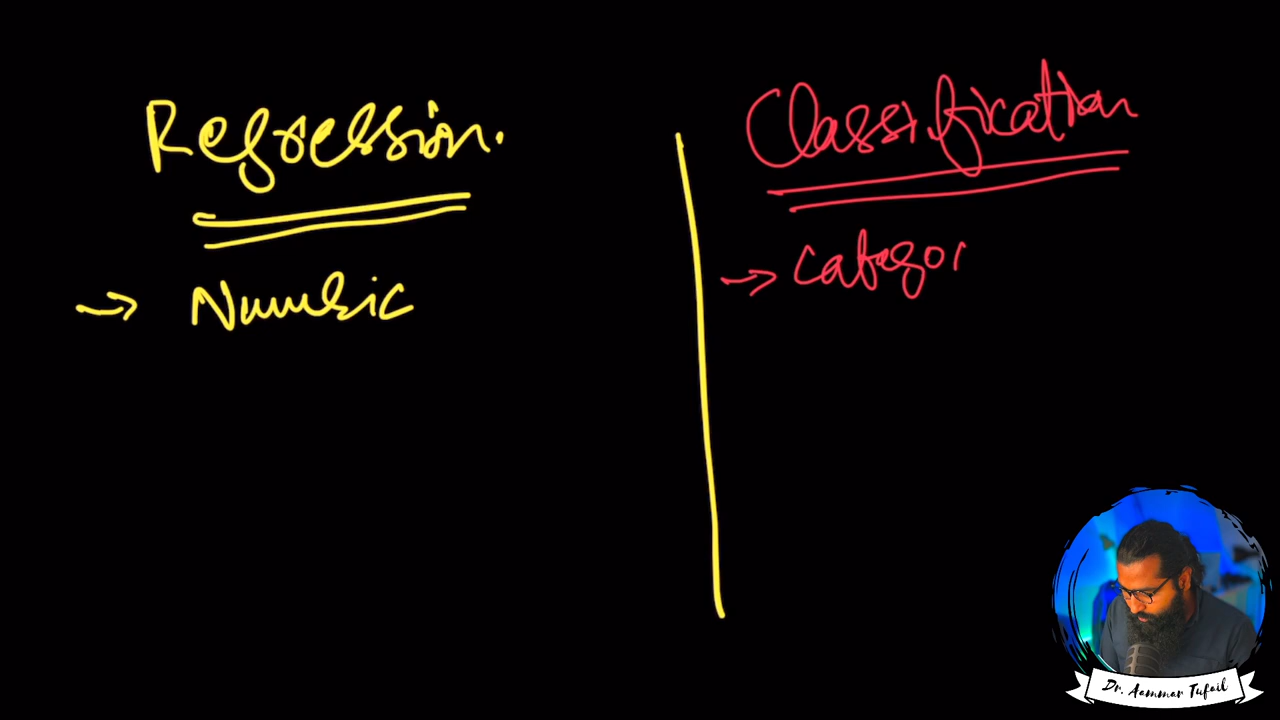 Regression.
→ Numeric
Classification
→ Categor
Dr. Aammar Tufail